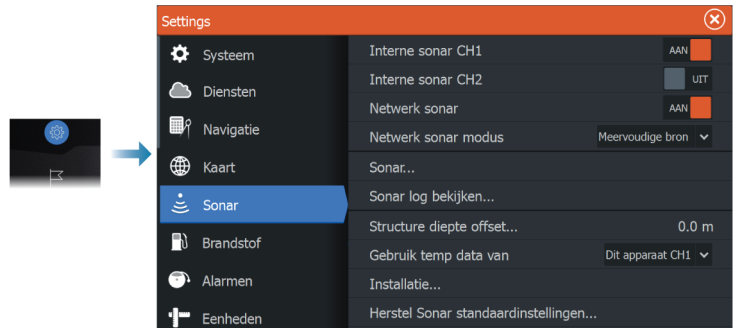 Settings
Systeem
Diensten
Navigatie
Kaart
Sonar
Brandstof
Alarmen
Eenheden
Interne sonar CH1 AAN
Interne sonar CH2 UIT
Netwerk sonar AAN
Netwerk sonar modus Meervoudige bron
Sonar...
Sonar log bekijken...
Structure diepte offset... 0.0 m
Gebruik temp data van Dit apparaat CH1
Installatie...
Herstel Sonar standaardinstellingen...